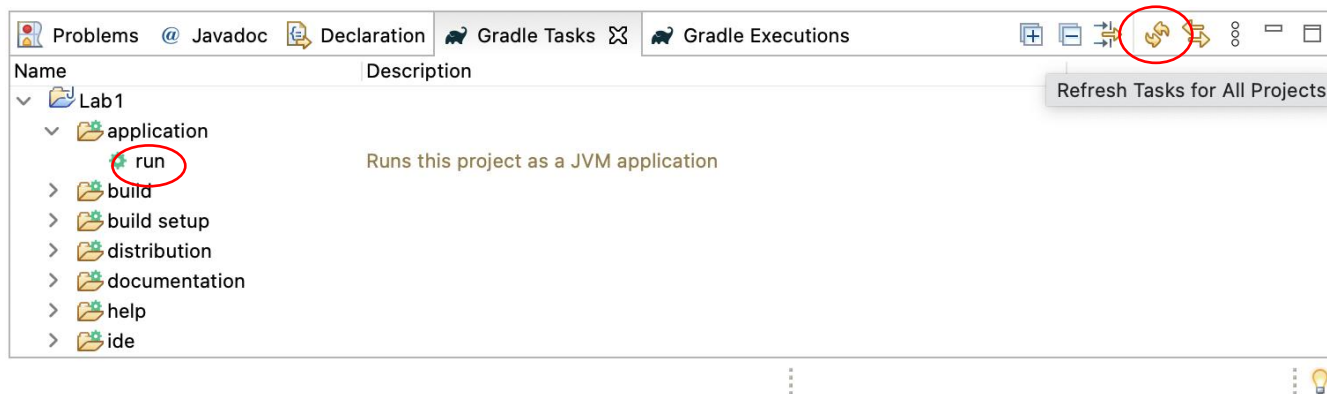 Problems @ Javadoc Declaration Gradle Tasks Gradle Executions
Name Description
Refresh Tasks for All Projects
Lab1
application
run Runs this project as a JVM application
build
build setup
distribution
documentation
help
ide